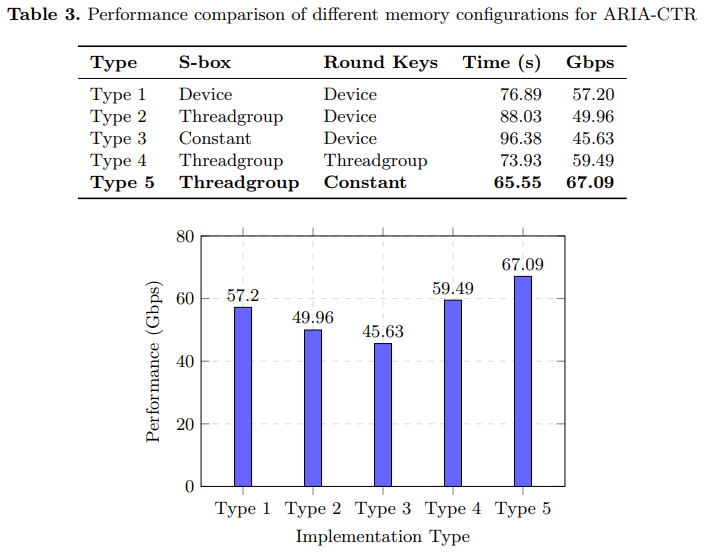 Table 3. Performance comparison of different memory configurations for ARIA-CTR
Type S-box Round Keys Time (s) Gbps
Type 1 Device Device 76.89 57.20
Type 2 Threadgroup Device 88.03 49.96
Type 3 Constant Device 96.38 45.63
Type 4 Threadgroup Threadgroup 73.93 59.49
Type 5 Threadgroup Constant 65.55 67.09
80
67.09
60
57.2
59.49
49.96
45.63
40
20
0
Performance (Gbps)
Type 1 Type 2 Type 3 Type 4 Type 5
Implementation Type